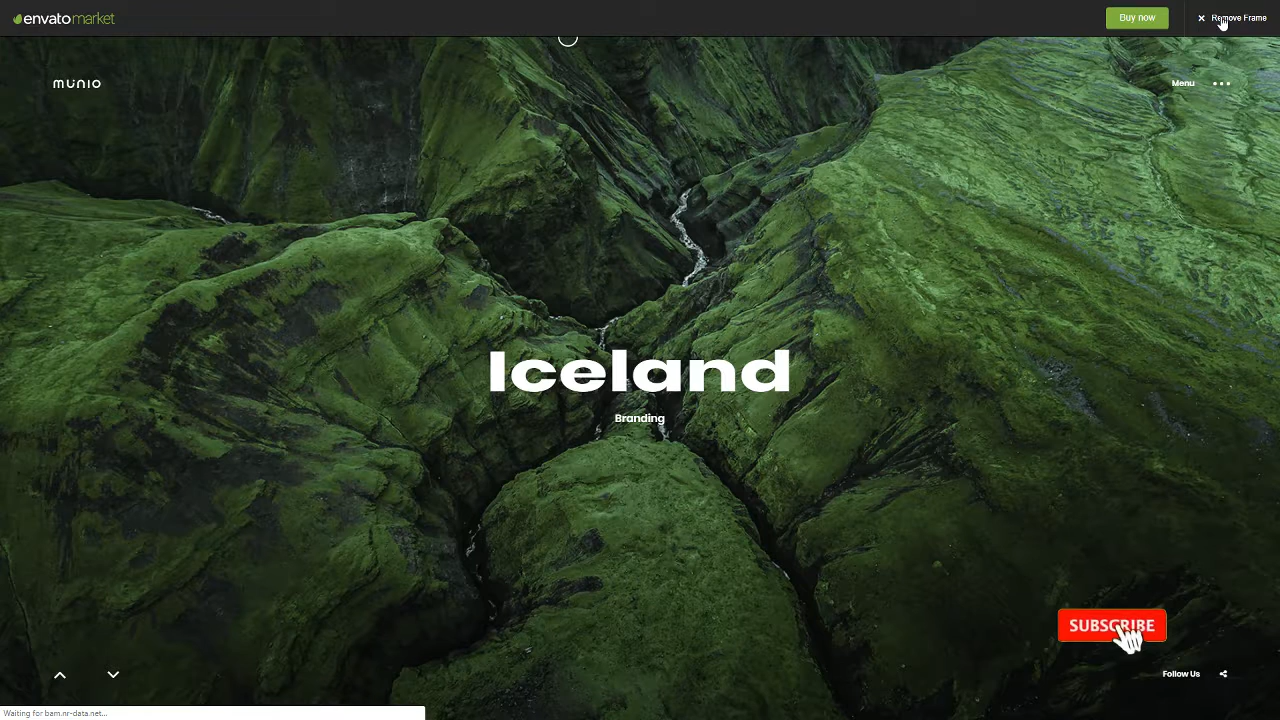 envatomarket
Buy now
Remove Frame
munio
Menu
Iceland
Branding
SUBSCRIBE
Follow Us
Waiting for bam.nr-data.net...